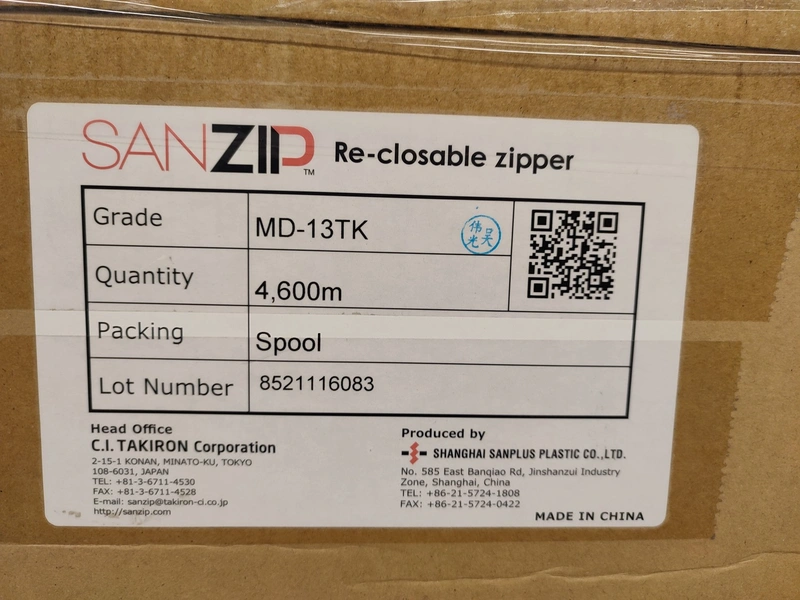 SANZIP™ Re-closable zipper
Grade MD-13TK
伟光 吴
Quantity 4,600m
Packing Spool
Lot Number 8521116083
Head Office
C.I. TAKIRON Corporation
2-15-1 KONAN, MINATO-KU, TOKYO
108-6031, JAPAN
TEL: +81-3-6711-4530
FAX: +81-3-6711-4528
E-mail: sanzip@takiron-ci.co.jp
http://sanzip.com
Produced by
SHANGHAI SANPLUS PLASTIC CO.,LTD.
No. 585 East Banqiao Rd, Jinshanzui Industry
Zone, Shanghai, China
TEL: +86-21-5724-1808
FAX: +86-21-5724-0422
MADE IN CHINA